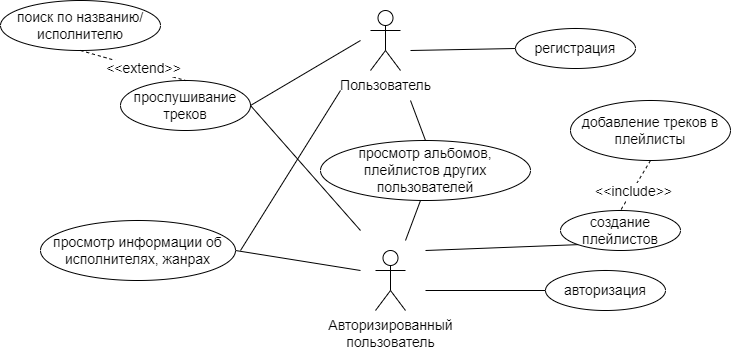 поиск по названию/
исполнителю
<<extend>>
прослушивание
треков
Пользователь
регистрация
добавление треков в
плейлисты
просмотр альбомов,
плейлистов других
пользователей
<<include>>
создание
плейлистов
просмотр информации об
исполнителях, жанрах
авторизация
Авторизированный
пользователь